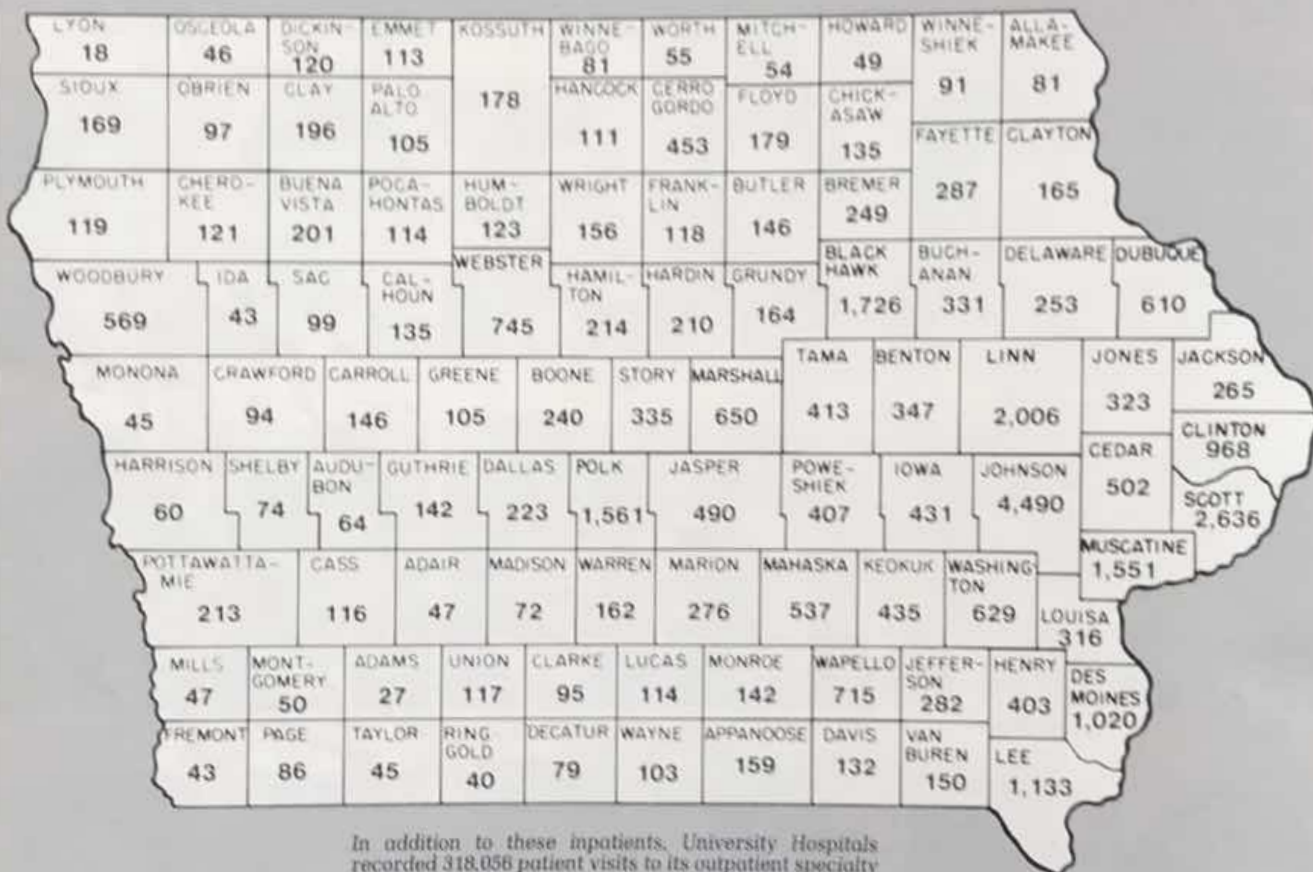 LYON OSCEOLA DICKIN- EMMET KOSSUTH WINNE- WORTH MITCH- HOWARD WINNE- ALLA-
SON BAGO ELL SHIEK MAKEE
18 46 120 113 178 81 55 54 49 91 81
SIOUX O'BRIEN CLAY PALO HANCOCK CERRO FLOYD CHICK- FAYETTE CLAYTON
ALTO GORDO ASAW
169 97 196 105 111 453 179 135 287 165
PLYMOUTH CHERO- BUENA POCA- HUM- WRIGHT FRANK- BUTLER BREMER
KEE VISTA HONTAS BOLDT LIN
119 121 201 114 123 156 118 146 249
WOODBURY IDA SAC CAL- WEBSTER HAMIL- HARDIN GRUNDY BLACK BUCH- DELAWARE DUBUQUE
HOUN TON HAWK ANAN
569 43 99 135 745 214 210 164 1,726 331 253 610
MONONA CRAWFORD CARROLL GREENE BOONE STORY MARSHALL TAMA BENTON LINN JONES JACKSON
45 94 146 105 240 335 650 413 347 2,006 323 265
CLINTON
968
HARRISON SHELBY AUDU- GUTHRIE DALLAS POLK JASPER POWE- IOWA JOHNSON CEDAR SCOTT
BON SHIEK
60 74 64 142 223 1,561 490 407 431 4,490 502 2,636
MUSCATINE
1,551
POTTAWATTA- CASS ADAIR MADISON WARREN MARION MAHASKA KEOKUK WASHING LOUISA
MIE TON
213 116 47 72 162 276 537 435 629 316
MILLS MONT- ADAMS UNION CLARKE LUCAS MONROE WAPELLO JEFFER- HENRY DES
GOMERY SON MOINES
47 50 27 117 95 114 142 715 282 403 1,020
FREMONT PAGE TAYLOR RING DECATUR WAYNE APPANOOSE DAVIS VAN LEE
GOLD BUREN
43 86 45 40 79 103 159 132 150 1,133
In addition to these inpatients, University Hospitals
recorded 318,056 patient visits to its outpatient specialty